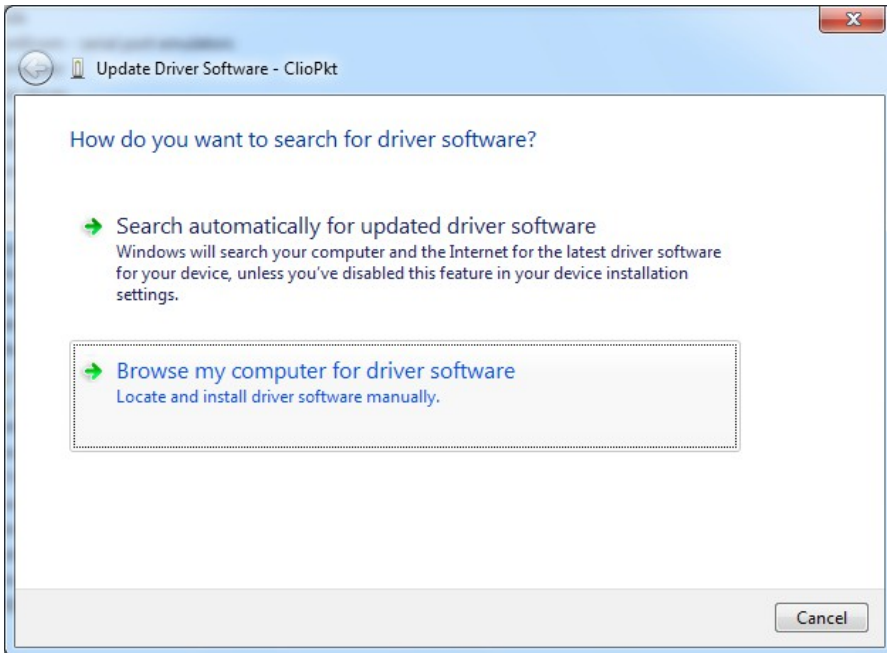 Update Driver Software - ClioPkt
How do you want to search for driver software?
Search automatically for updated driver software
Windows will search your computer and the Internet for the latest driver software
for your device, unless you've disabled this feature in your device installation
settings.
Browse my computer for driver software
Locate and install driver software manually.
Cancel